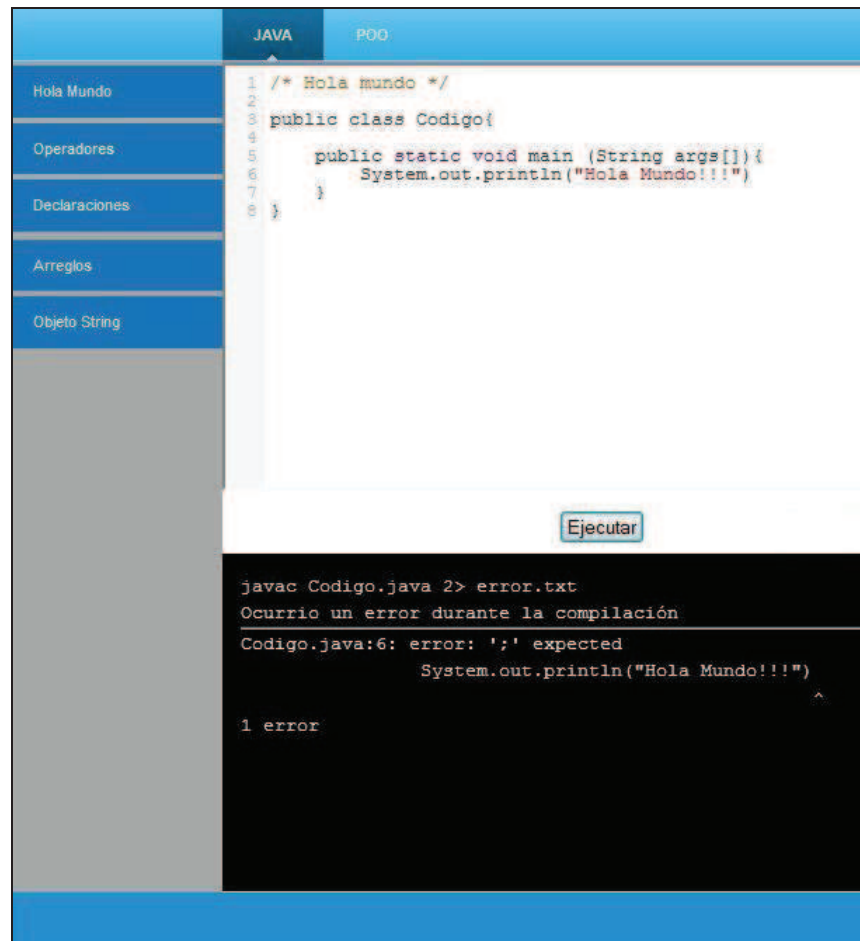 JAVA POO
Hola Mundo
Operadores
Declaraciones
Arreglos
Objeto String
1 /* Hola mundo */
2
3 public class Codigo{
4
5 public static void main (String args[]){
6 System.out.println("Hola Mundo!!!")
7 }
8 }
Ejecutar
javac Codigo.java 2> error.txt
Ocurrio un error durante la compilación
Codigo.java:6: error: ';' expected
System.out.println("Hola Mundo!!!")
^
1 error